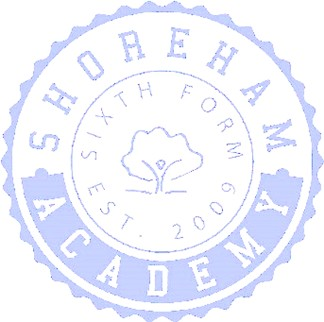 SHOREHAM
SIXTH FORM
EST. 2009
ACADEMY